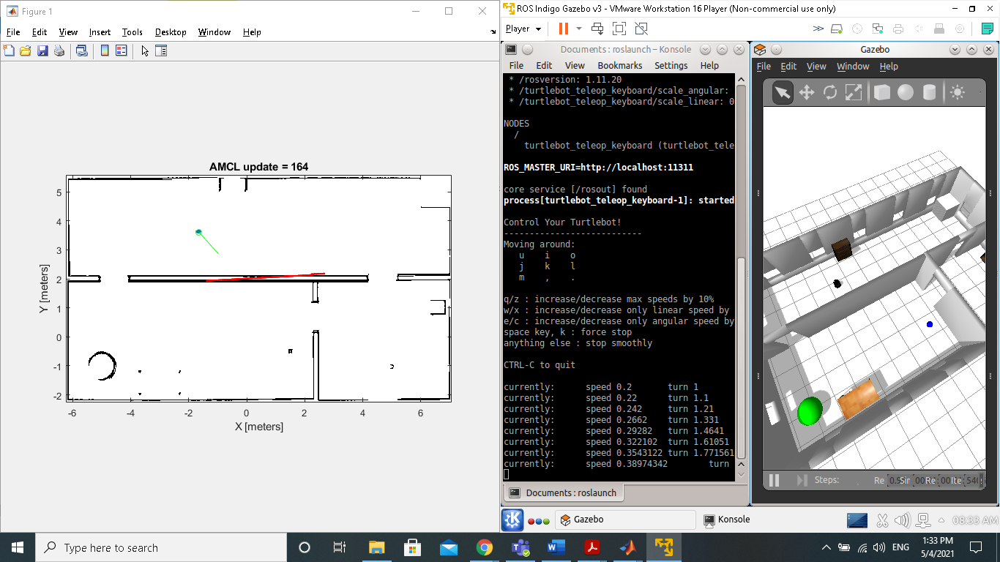 Figure 1
File Edit View Insert Tools Desktop Window Help
AMCL update = 164
5
4
3
2
1
0
-1
-2
-6 -4 -2 0 2 4 6
Y [meters]
X [meters]
ROS Indigo Gazebo v3 - VMware Workstation 16 Player (Non-commercial use only)
Player
Documents : roslaunch – Konsole
File Edit View Bookmarks Settings Help
* /rosversion: 1.11.20
* /turtlebot_teleop_keyboard/scale_angular:
* /turtlebot_teleop_keyboard/scale_linear: 0
NODES
/
turtlebot_teleop_keyboard (turtlebot_tele
ROS_MASTER_URI=http://localhost:11311
core service [/rosout] found
process[turtlebot_teleop_keyboard-1]: started
Control Your Turtlebot!
---------------------------
Moving around:
u i o
j k l
m , .
q/z : increase/decrease max speeds by 10%
w/x : increase/decrease only linear speed by
e/c : increase/decrease only angular speed by
space key, k : force stop
anything else : stop smoothly
CTRL-C to quit
currently: speed 0.2 turn 1
currently: speed 0.22 turn 1.1
currently: speed 0.242 turn 1.21
currently: speed 0.2662 turn 1.331
currently: speed 0.29282 turn 1.4641
currently: speed 0.322102 turn 1.61051
currently: speed 0.3543122 turn 1.771561
currently: speed 0.38974342 turn
Documents : roslaunch
Gazebo
File Edit View Window Help
Steps:
Gazebo
Konsole
08:33 AM
Type here to search
ENG
1:33 PM
5/4/2021